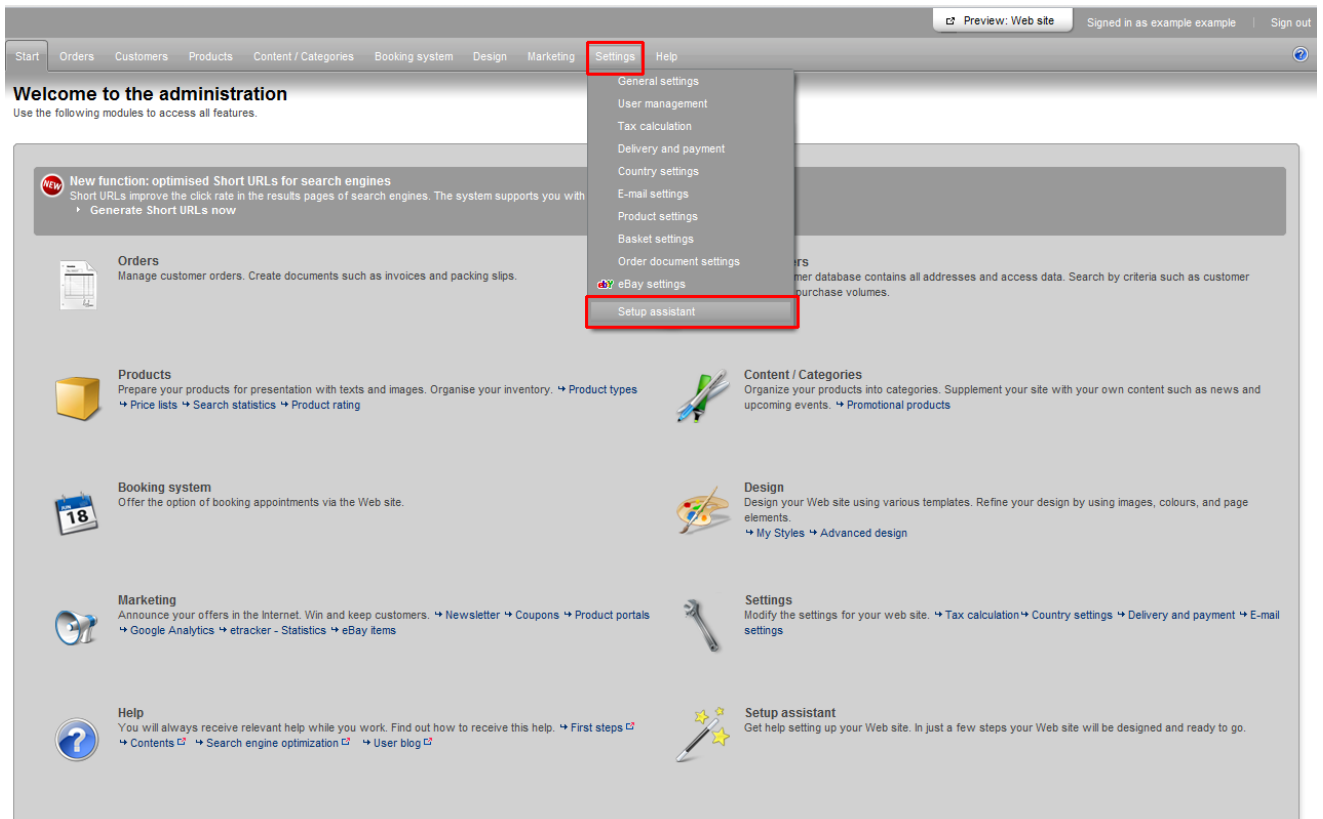 Preview: Web site
Signed in as example example | Sign out
Start Orders Customers Products Content / Categories Booking system Design Marketing Settings Help
General settings
User management
Tax calculation
Delivery and payment
Country settings
E-mail settings
Product settings
Basket settings
Order document settings
eBay settings
Setup assistant
Welcome to the administration
Use the following modules to access all features.
NEW
New function: optimised Short URLs for search engines
Short URLs improve the click rate in the results pages of search engines. The system supports you with
Generate Short URLs now
Orders
Manage customer orders. Create documents such as invoices and packing slips.
rs
mer database contains all addresses and access data. Search by criteria such as customer
purchase volumes.
Products
Prepare your products for presentation with texts and images. Organise your inventory. ↪ Product types
↪ Price lists ↪ Search statistics ↪ Product rating
Content / Categories
Organize your products into categories. Supplement your site with your own content such as news and
upcoming events. ↪ Promotional products
JUN
18
Booking system
Offer the option of booking appointments via the Web site.
Design
Design your Web site using various templates. Refine your design by using images, colours, and page
elements.
↪ My Styles ↪ Advanced design
Marketing
Announce your offers in the Internet. Win and keep customers. ↪ Newsletter ↪ Coupons ↪ Product portals
↪ Google Analytics ↪ etracker - Statistics ↪ eBay items
Settings
Modify the settings for your web site. ↪ Tax calculation ↪ Country settings ↪ Delivery and payment ↪ E-mail
settings
Help
You will always receive relevant help while you work. Find out how to receive this help. ↪ First steps
↪ Contents ↪ Search engine optimization ↪ User blog
Setup assistant
Get help setting up your Web site. In just a few steps your Web site will be designed and ready to go.